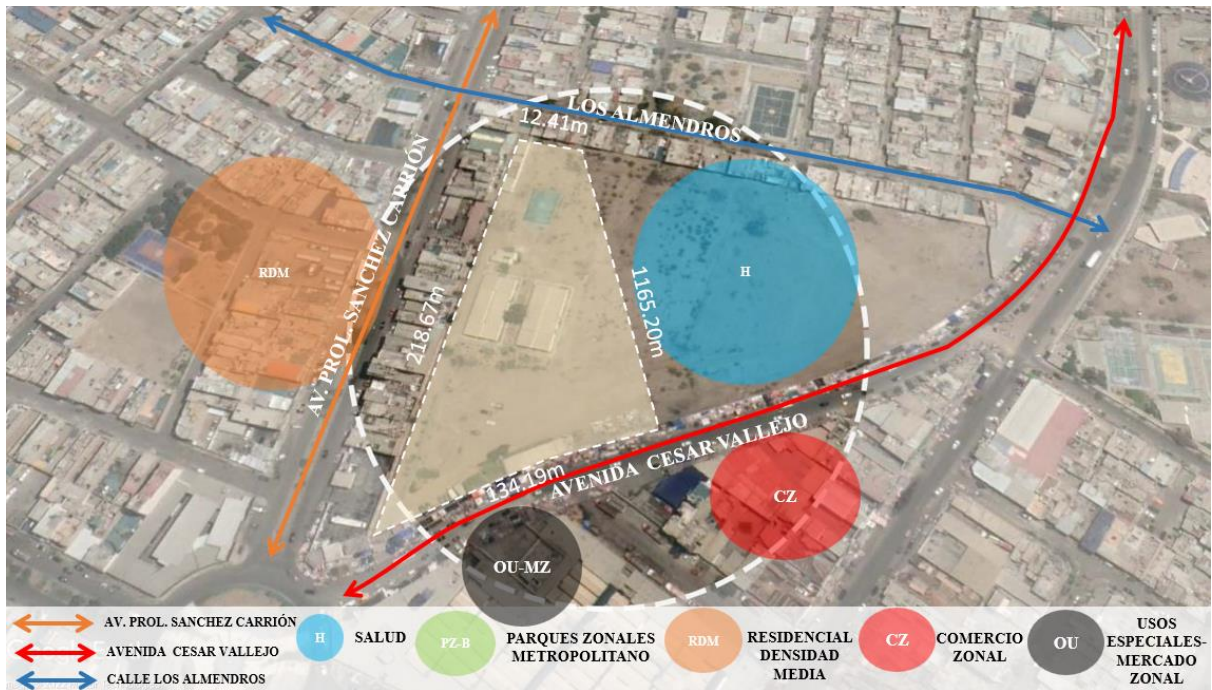 LOS ALMENDROS
12.41m
AV. PROL. SANCHEZ CARRIÓN
218.67m
1165.20m
RDM
H
134.19m
AVENIDA CESAR VALLEJO
CZ
OU-MZ
AV. PROL. SANCHEZ CARRIÓN
AVENIDA CESAR VALLEJO
CALLE LOS ALMENDROS
H
SALUD
PZ-B
PARQUES ZONALES
METROPOLITANO
RDM
RESIDENCIAL
DENSIDAD
MEDIA
CZ
COMERCIO
ZONAL
OU
USOS
ESPECIALES-
MERCADO
ZONAL